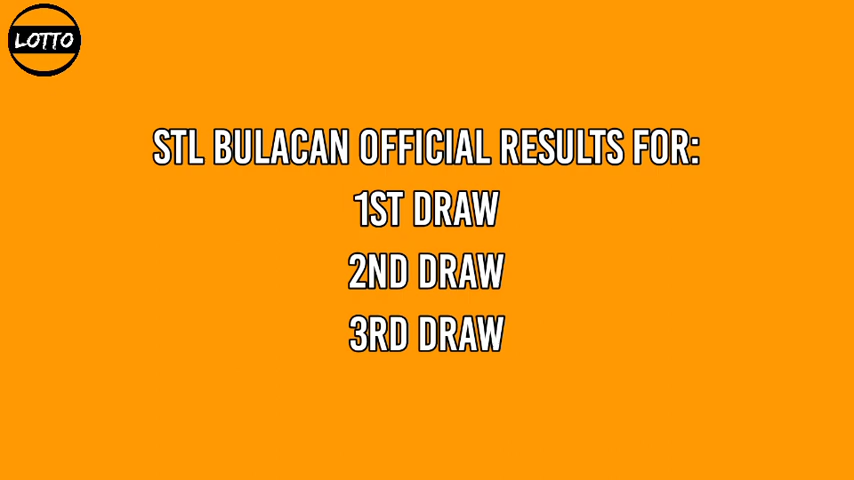 LOTTO
STL BULACAN OFFICIAL RESULTS FOR:
1ST DRAW
2ND DRAW
3RD DRAW